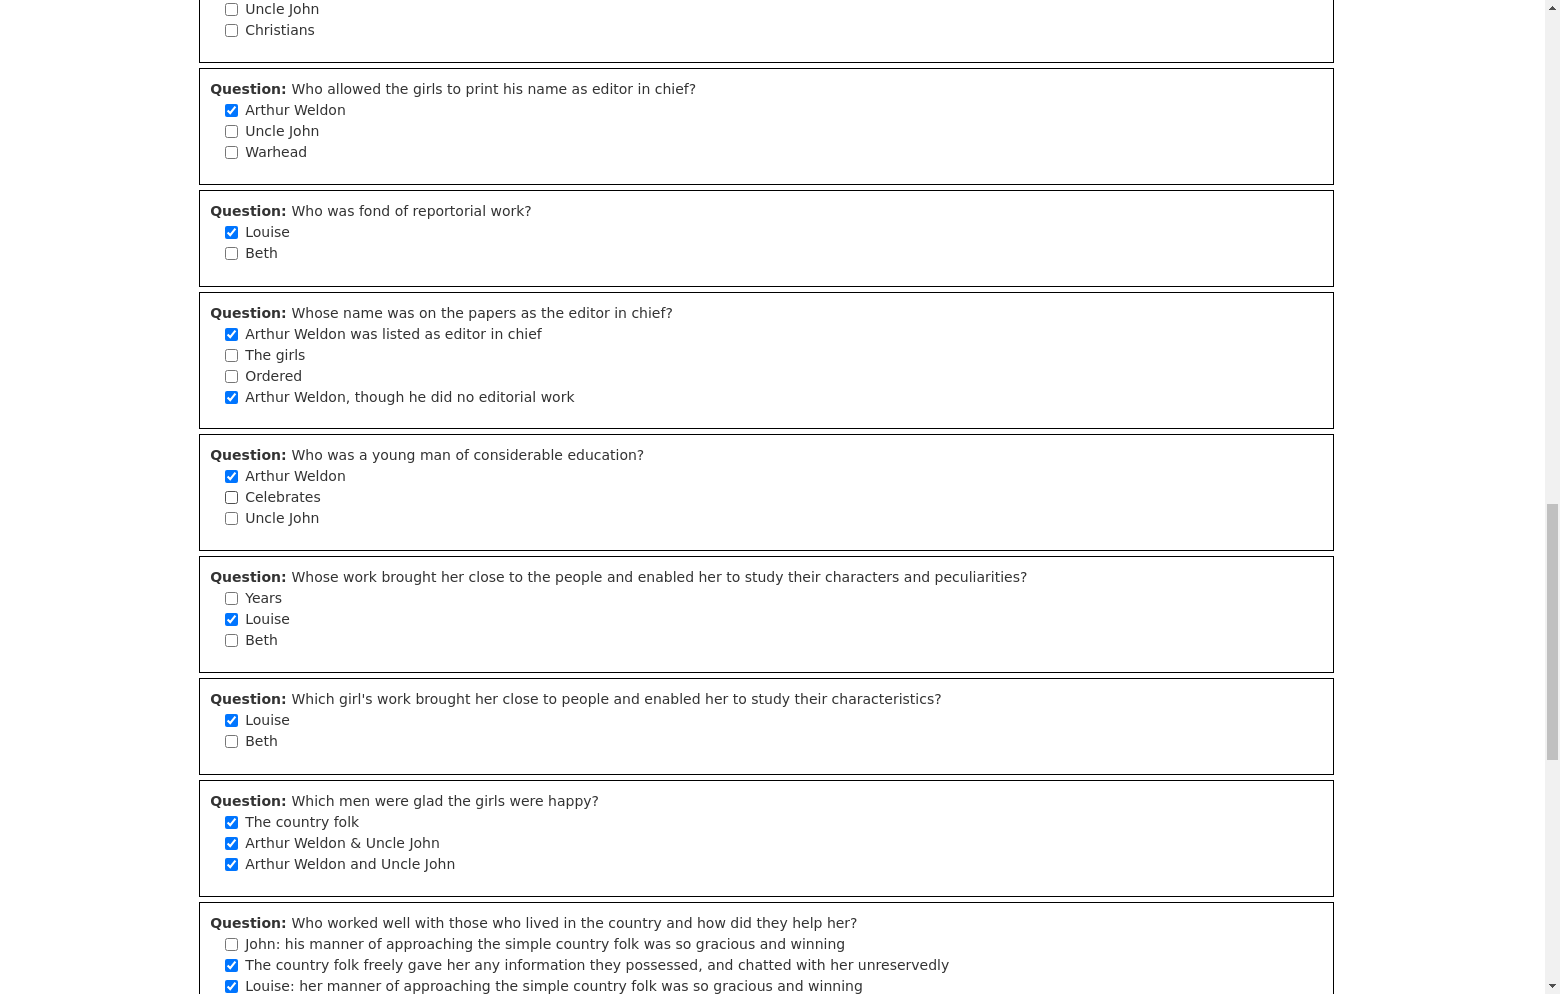 Uncle John
Christians
Question: Who allowed the girls to print his name as editor in chief?
Arthur Weldon
Uncle John
Warhead
Question: Who was fond of reportorial work?
Louise
Beth
Question: Whose name was on the papers as the editor in chief?
Arthur Weldon was listed as editor in chief
The girls
Ordered
Arthur Weldon, though he did no editorial work
Question: Who was a young man of considerable education?
Arthur Weldon
Celebrates
Uncle John
Question: Whose work brought her close to the people and enabled her to study their characters and peculiarities?
Years
Louise
Beth
Question: Which girl's work brought her close to people and enabled her to study their characteristics?
Louise
Beth
Question: Which men were glad the girls were happy?
The country folk
Arthur Weldon & Uncle John
Arthur Weldon and Uncle John
Question: Who worked well with those who lived in the country and how did they help her?
John: his manner of approaching the simple country folk was so gracious and winning
The country folk freely gave her any information they possessed, and chatted with her unreservedly
Louise: her manner of approaching the simple country folk was so gracious and winning